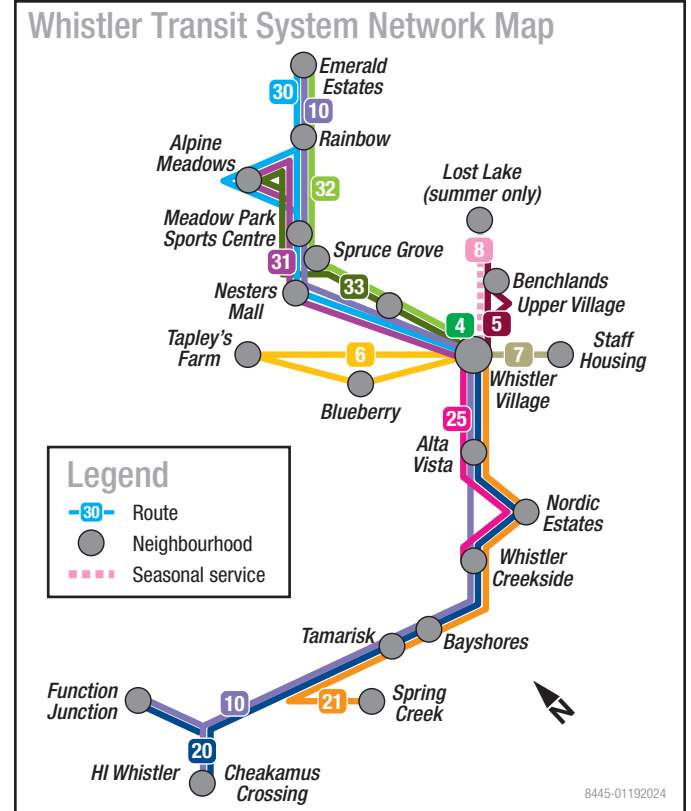 Whistler Transit System Network Map
Emerald
Estates
30
10
Rainbow
Alpine
Meadows
32
Lost Lake
(summer only)
Meadow Park
Sports Centre
8
31
Spruce Grove
33
Benchlands
Nesters
Mall
Upper Village
4
5
Tapley's
Farm
6
7
Staff
Housing
Whistler
Village
Blueberry
25
Alta
Vista
Legend
30
Route
Neighbourhood
Seasonal service
Nordic
Estates
Whistler
Creekside
Tamarisk
Bayshores
Function
Junction
10
21
Spring
Creek
N
20
HI Whistler
Cheakamus
Crossing
8445-01192024